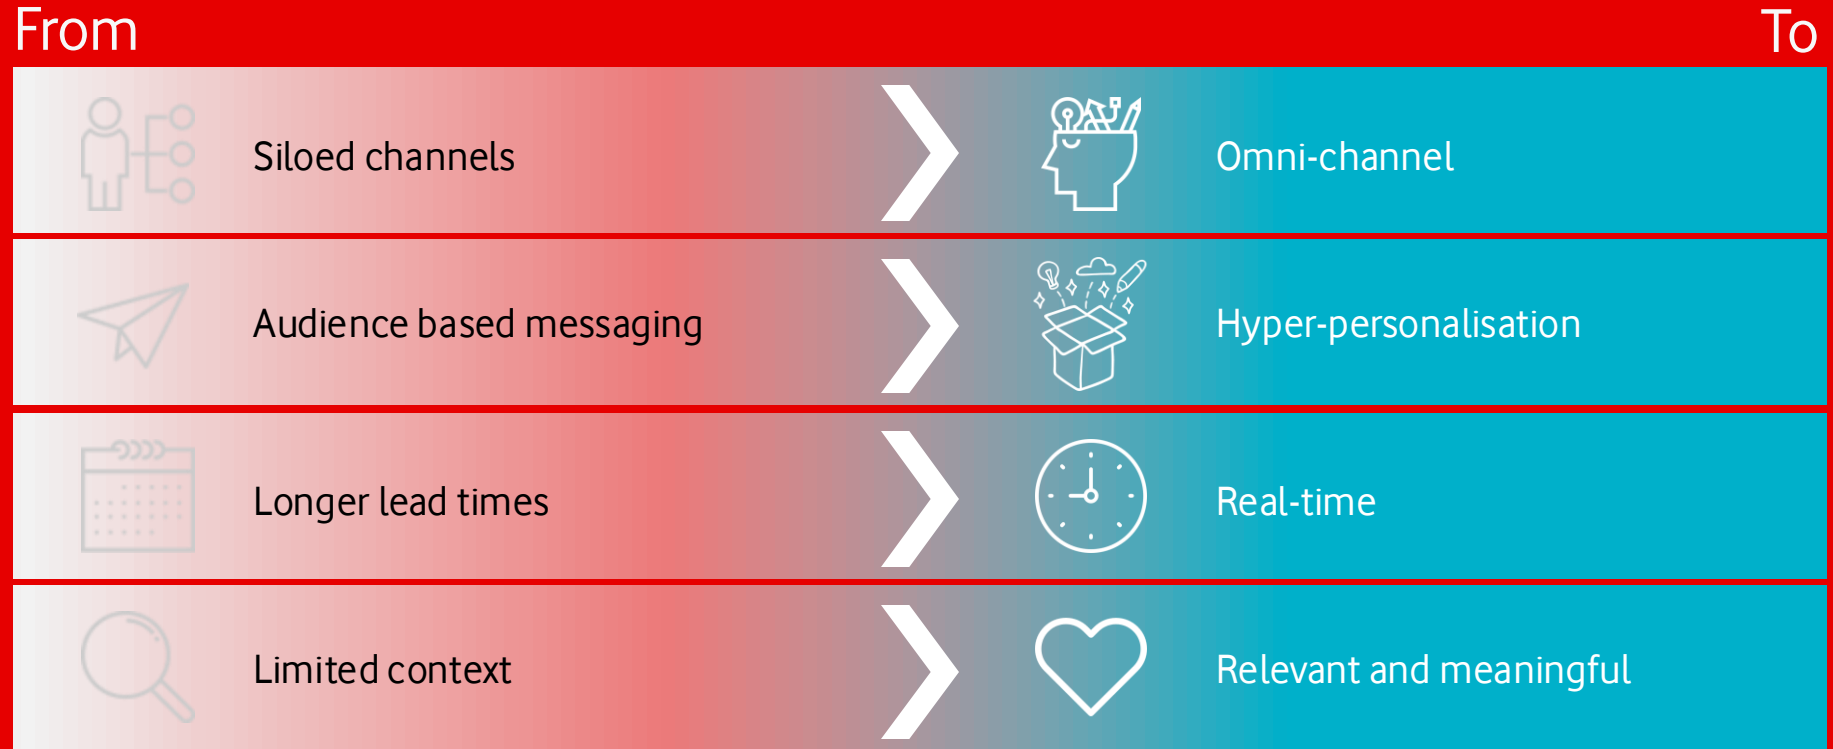 From
To
Siloed channels
Omni-channel
Audience based messaging
Hyper-personalisation
Longer lead times
Real-time
Limited context
Relevant and meaningful